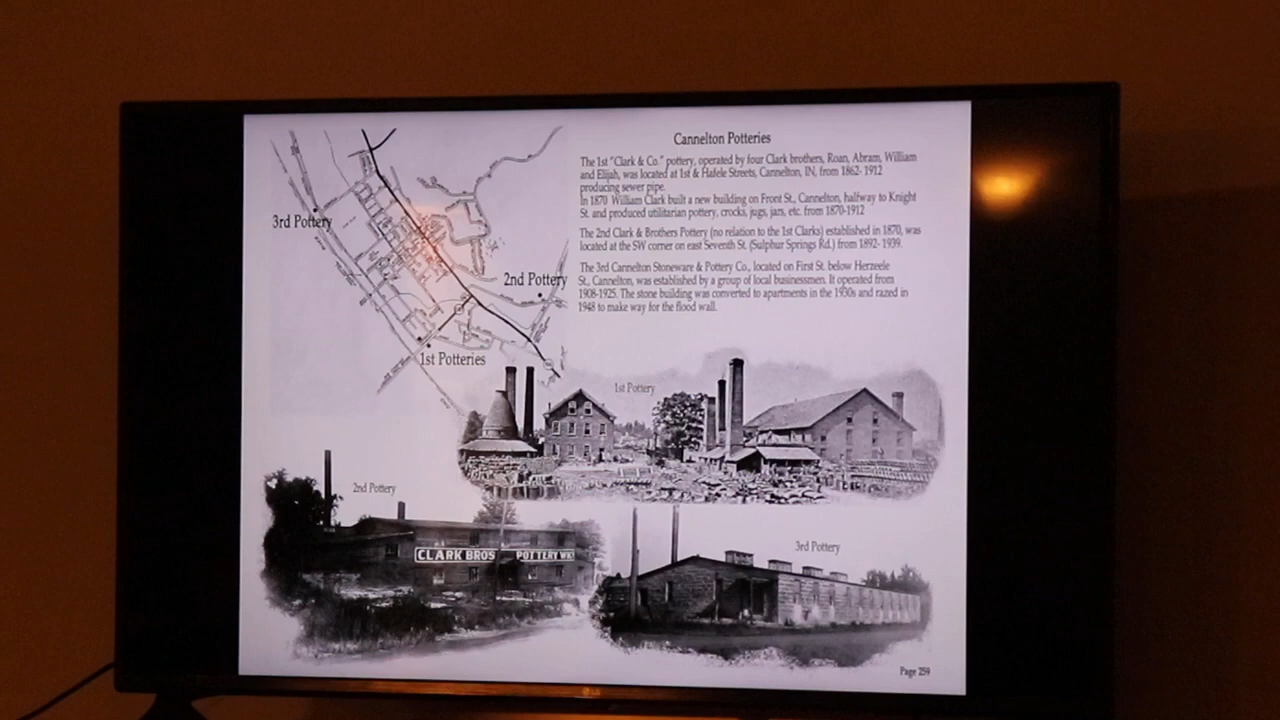 Cannelton Potteries
The 1st "Clark & Co." pottery, operated by four Clark brothers, Roan, Abram, William
and Elijah, was located at 1st & Hafele Streets, Cannelton, IN, from 1862- 1912
producing sewer pipe.
In 1870 William Clark built a new building on Front St., Cannelton, halfway to Knight
St. and produced utilitarian pottery, crocks, jugs, jars, etc. from 1870-1912
The 2nd Clark & Brothers Pottery (no relation to the 1st Clarks) established in 1870, was
located at the SW corner on east Seventh St. (Sulphur Springs Rd.) from 1892- 1939.
The 3rd Cannelton Stoneware & Pottery Co., located on First St. below Herzeele
St., Cannelton, was established by a group of local businessmen. It operated from
1908-1925. The stone building was converted to apartments in the 1930s and razed in
1948 to make way for the flood wall.
3rd Pottery
2nd Pottery
1st Potteries
1st Pottery
2nd Pottery
CLARK BROS POTTERY WKS
3rd Pottery
Page 259
LG